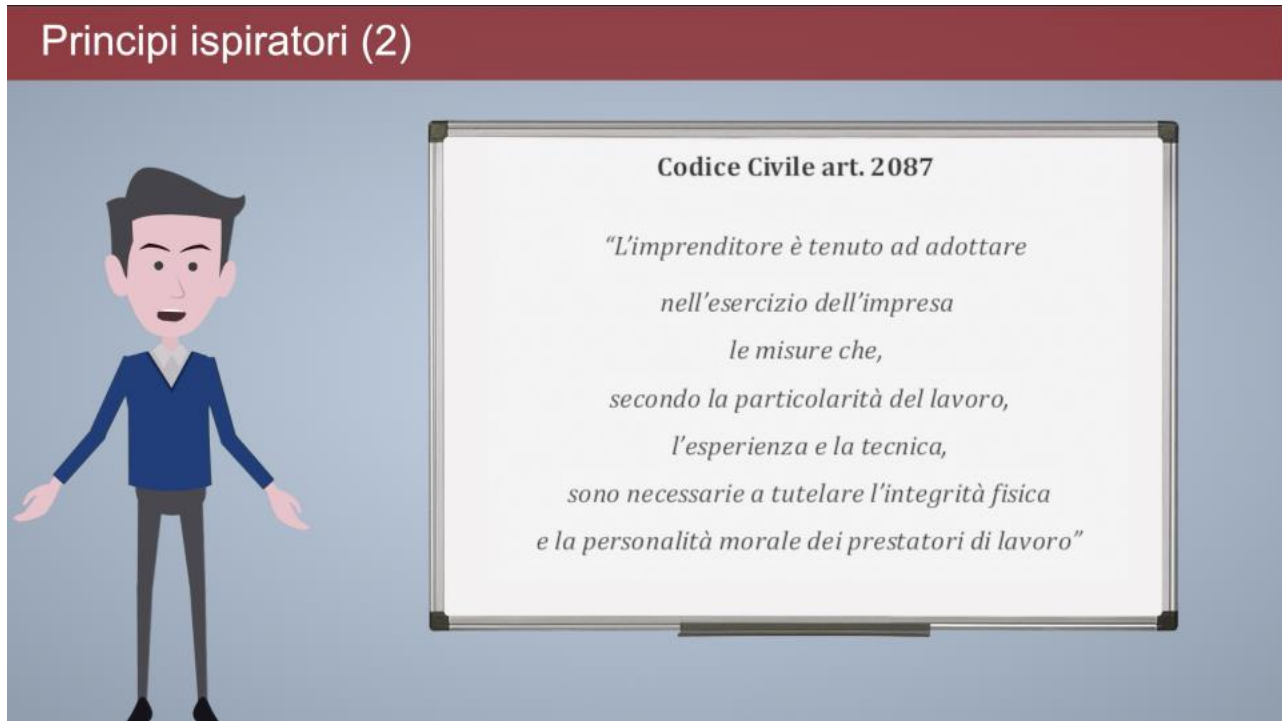 Principi ispiratori (2)
Codice Civile art. 2087
“L’imprenditore è tenuto ad adottare
nell’esercizio dell’impresa
le misure che,
secondo la particolarità del lavoro,
l’esperienza e la tecnica,
sono necessarie a tutelare l’integrità fisica
e la personalità morale dei prestatori di lavoro”